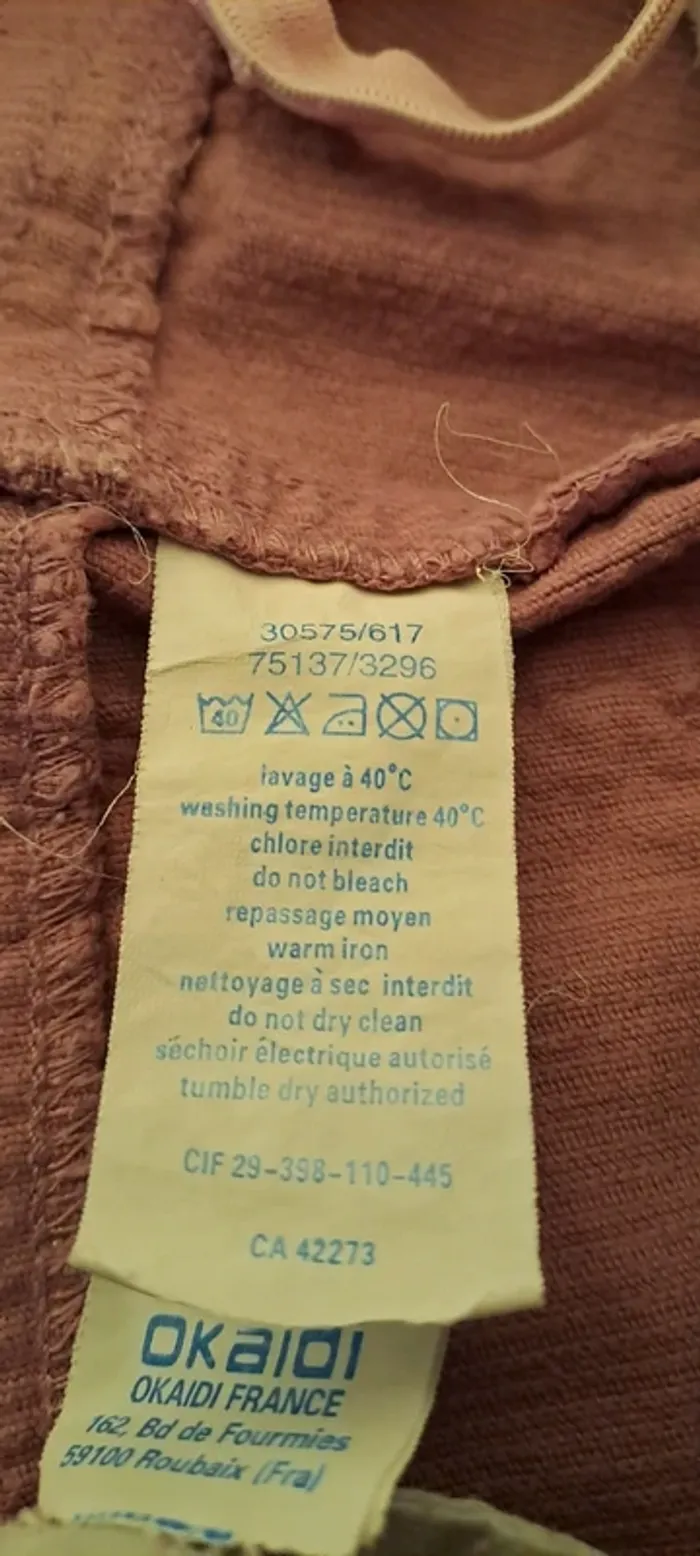 30575/617
75137/3296
40
lavage à 40°C
washing temperature 40°C
chlore interdit
do not bleach
repassage moyen
warm iron
nettoyage à sec interdit
do not dry clean
séchoir électrique autorisé
tumble dry authorized
CIF 29-398-110-445
CA 42273
okaïdi
OKAIDI FRANCE
162, Bd de Fourmies
59100 Roubaix (Fra)